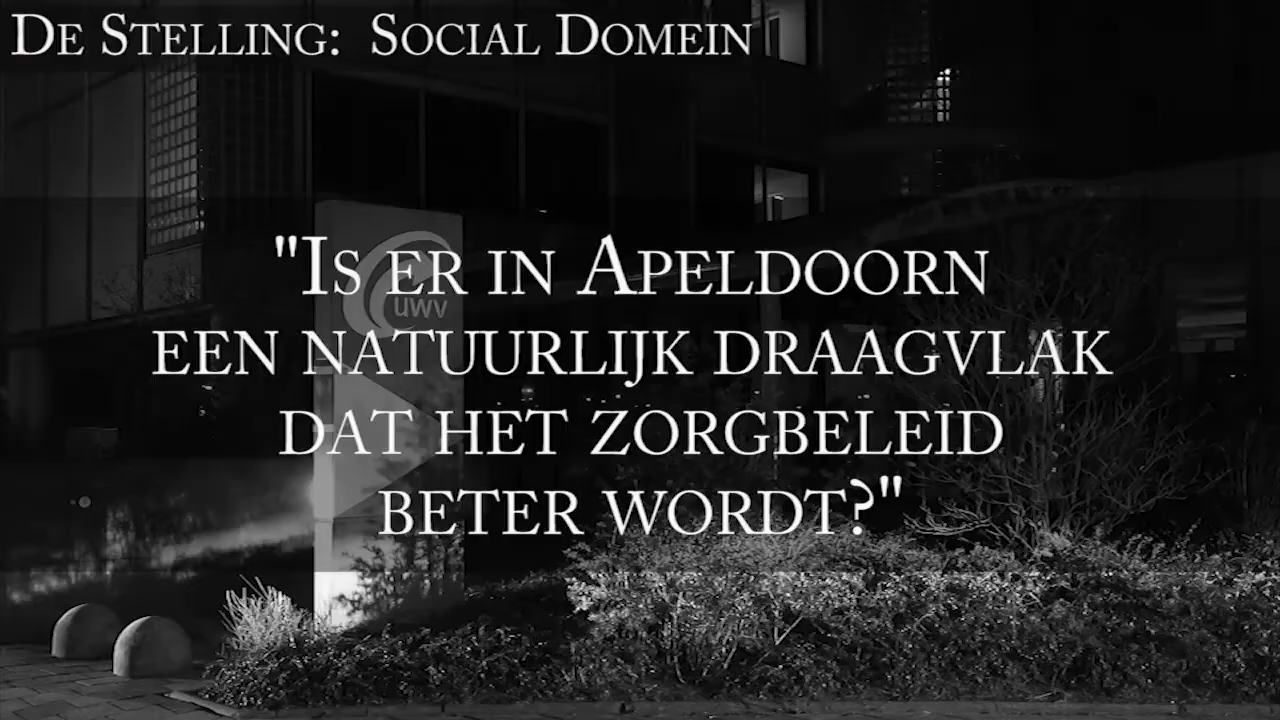 De Stelling: Social Domein
"Is er in Apeldoorn
uwv
een natuurlijk draagvlak
dat het zorgbeleid
beter wordt?"